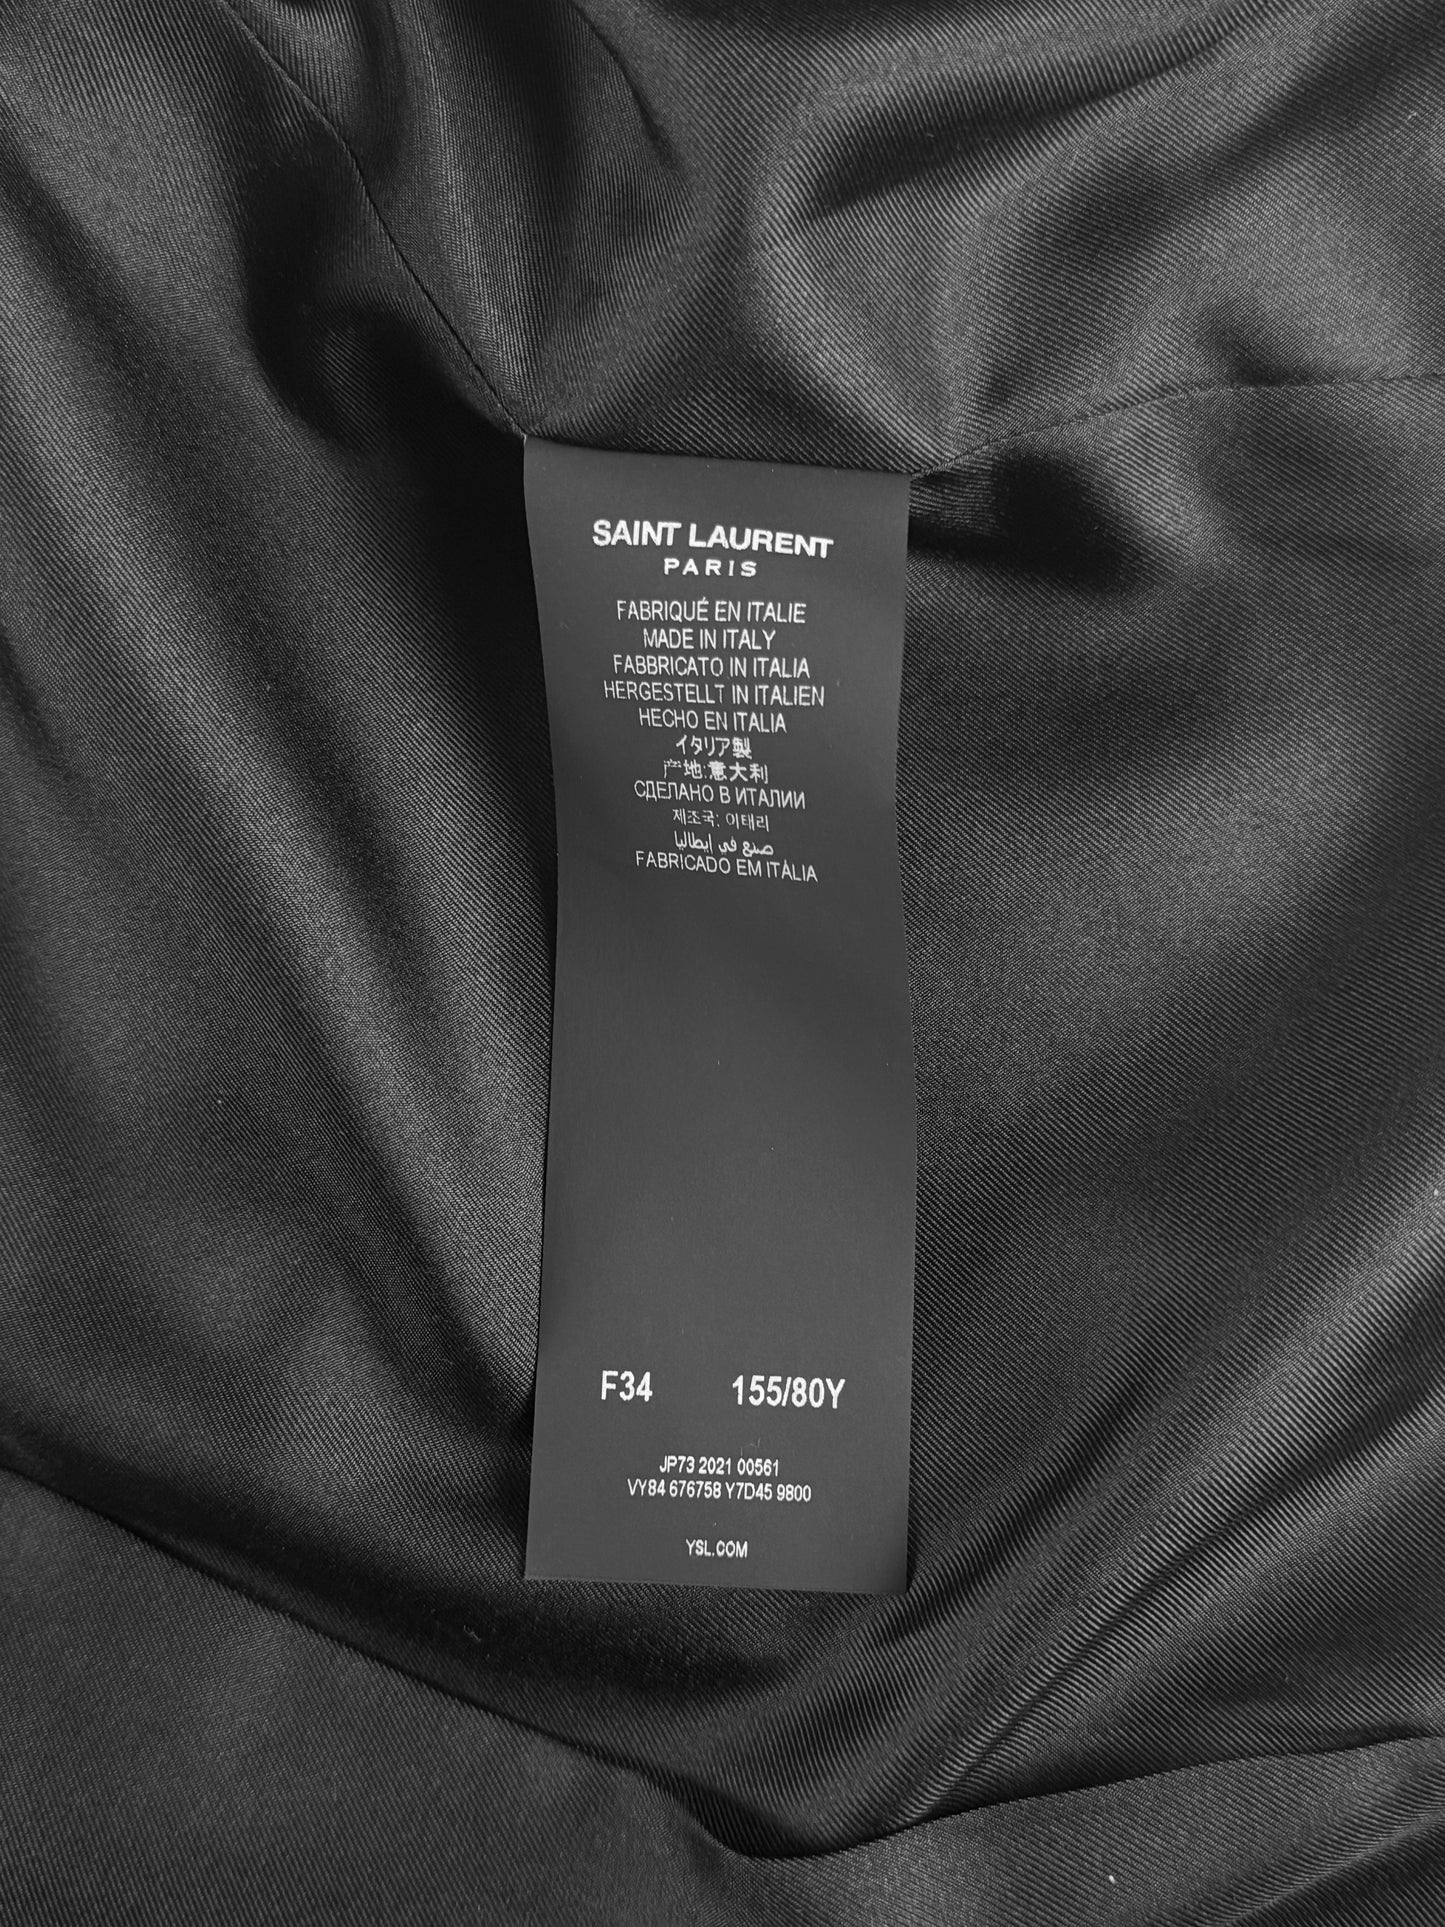 SAINT LAURENT
PARIS
FABRIQUÉ EN ITALIE
MADE IN ITALY
FABBRICATO IN ITALIA
HERGESTELLT IN ITALIEN
HECHO EN ITALIA
イタリア製
产地:意大利
СДЕЛАНО В ИТАЛИИ
제조국: 이태리
صنع في إيطاليا
FABRICADO EM ITÁLIA
F34 155/80Y
JP73 2021 00561
VY84 676758 Y7D45 9800
YSL.COM